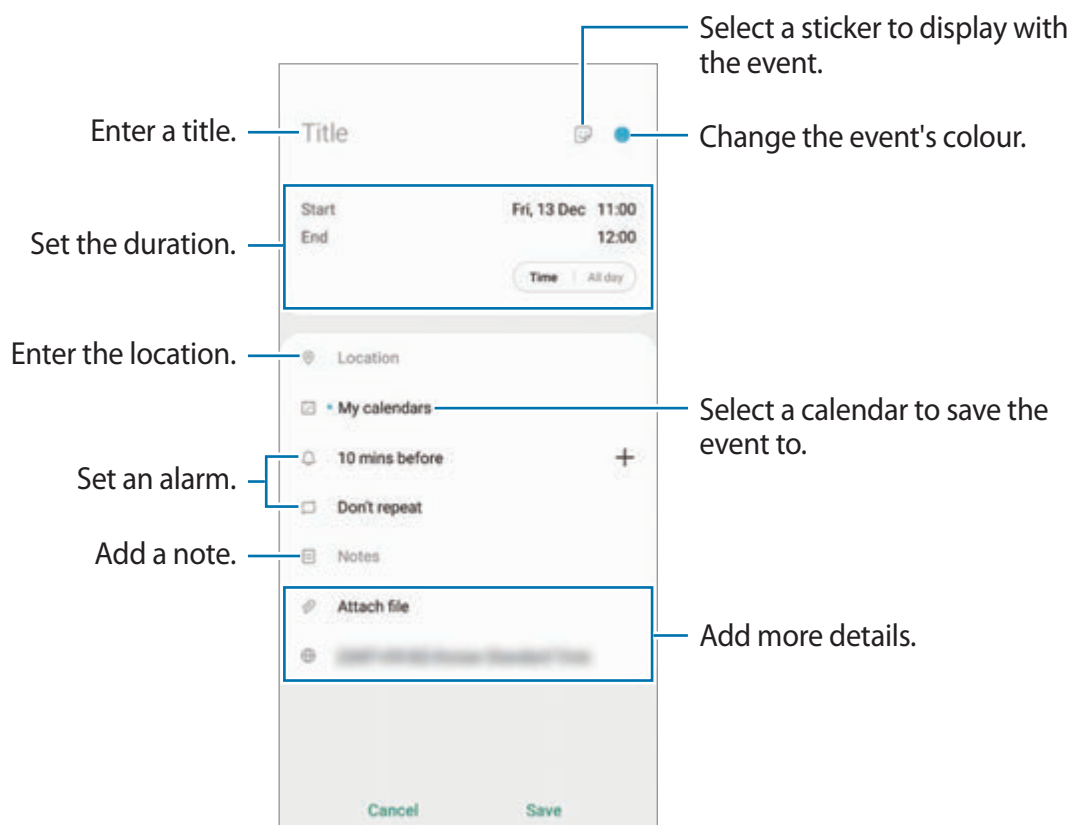 Select a sticker to display with
the event.
Enter a title.
Title
Change the event's colour.
Start
Fri, 13 Dec 11:00
Set the duration.
End
12:00
Time
All day
Enter the location.
Location
My calendars
Select a calendar to save the
event to.
10 mins before
Set an alarm.
Don't repeat
Add a note.
Notes
Attach file
Add more details.
Cancel
Save